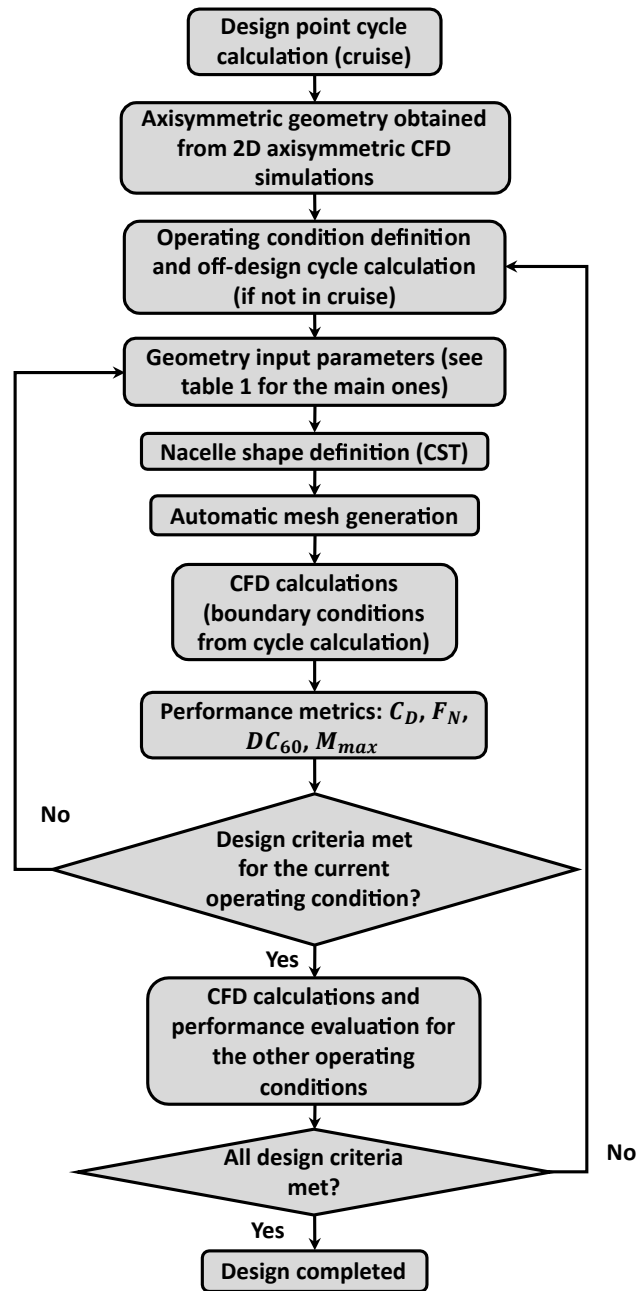 Design point cycle
calculation (cruise)
Axisymmetric geometry obtained
from 2D axisymmetric CFD
simulations
Operating condition definition
and off-design cycle calculation
(if not in cruise)
Geometry input parameters (see
table 1 for the main ones)
Nacelle shape definition (CST)
Automatic mesh generation
CFD calculations
(boundary conditions
from cycle calculation)
Performance metrics: C_D, F_N,
DC_60, M_max
No
Design criteria met
for the current
operating condition?
Yes
CFD calculations and
performance evaluation for
the other operating
conditions
All design criteria
met?
No
Yes
Design completed